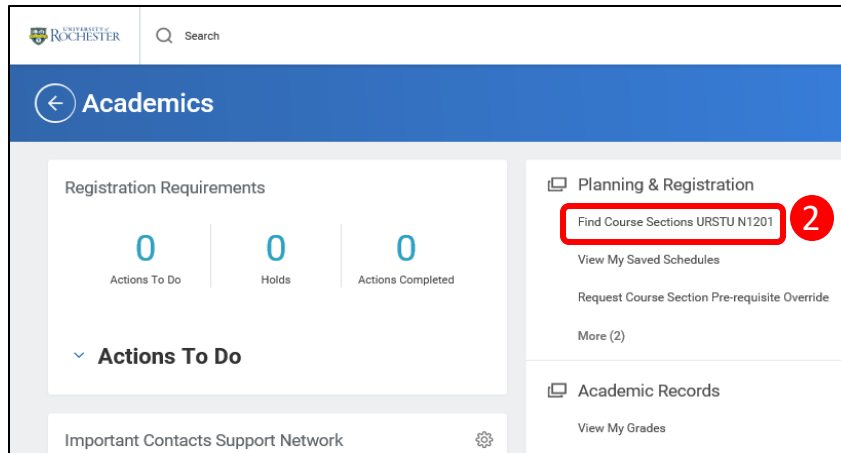 UNIVERSITY of
ROCHESTER
Search
Academics
Registration Requirements
0
0
0
Actions To Do
Holds
Actions Completed
Actions To Do
Important Contacts Support Network
Planning & Registration
Find Course Sections URSTU N1201
2
View My Saved Schedules
Request Course Section Pre-requisite Override
More (2)
Academic Records
View My Grades